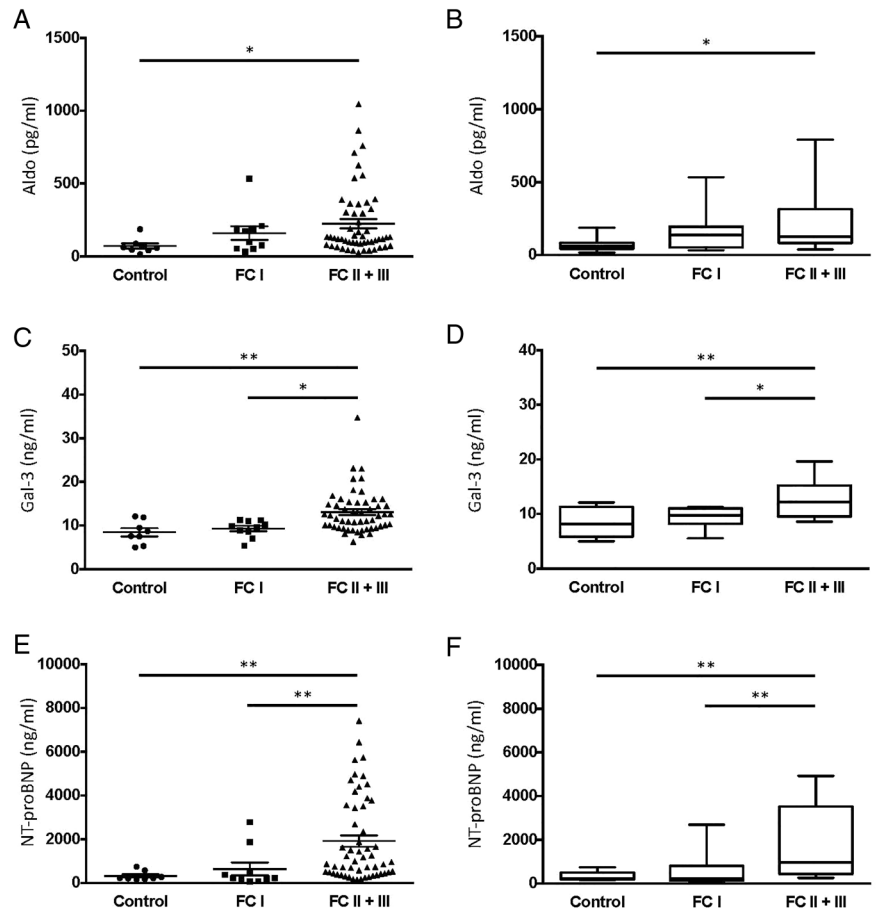 A
Aldo (pg/ml)
1500
1000
500
0
*
Control
FC I
FC II + III
B
Aldo (pg/ml)
1500
1000
500
0
*
Control
FC I
FC II + III
C
Gal-3 (ng/ml)
50
40
30
20
10
0
**
*
Control
FC I
FC II + III
D
Gal-3 (ng/ml)
40
30
20
10
0
**
*
Control
FC I
FC II + III
E
NT-proBNP (ng/ml)
10000
8000
6000
4000
2000
0
**
**
Control
FC I
FC II + III
F
NT-proBNP (ng/ml)
10000
8000
6000
4000
2000
0
**
**
Control
FC I
FC II + III